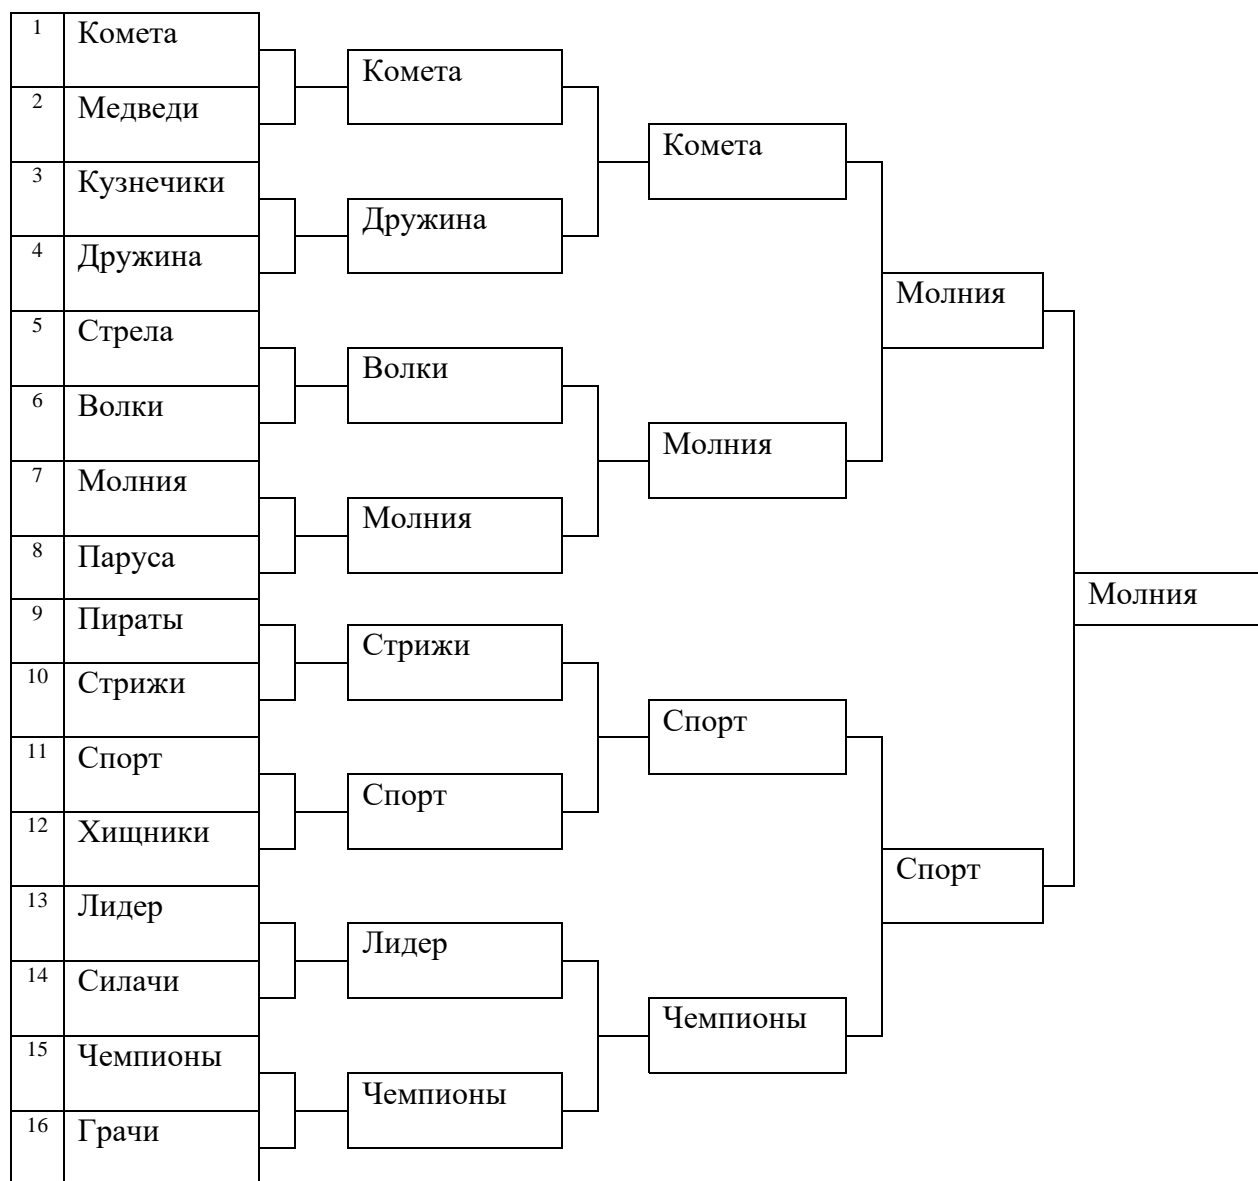 1 Комета
2 Медведи
3 Кузнечики
4 Дружина
5 Стрела
6 Волки
7 Молния
8 Паруса
9 Пираты
10 Стрижи
11 Спорт
12 Хищники
13 Лидер
14 Силачи
15 Чемпионы
16 Грачи
Комета
Дружина
Волки
Молния
Стрижи
Спорт
Лидер
Чемпионы
Комета
Молния
Спорт
Чемпионы
Молния
Спорт
Молния